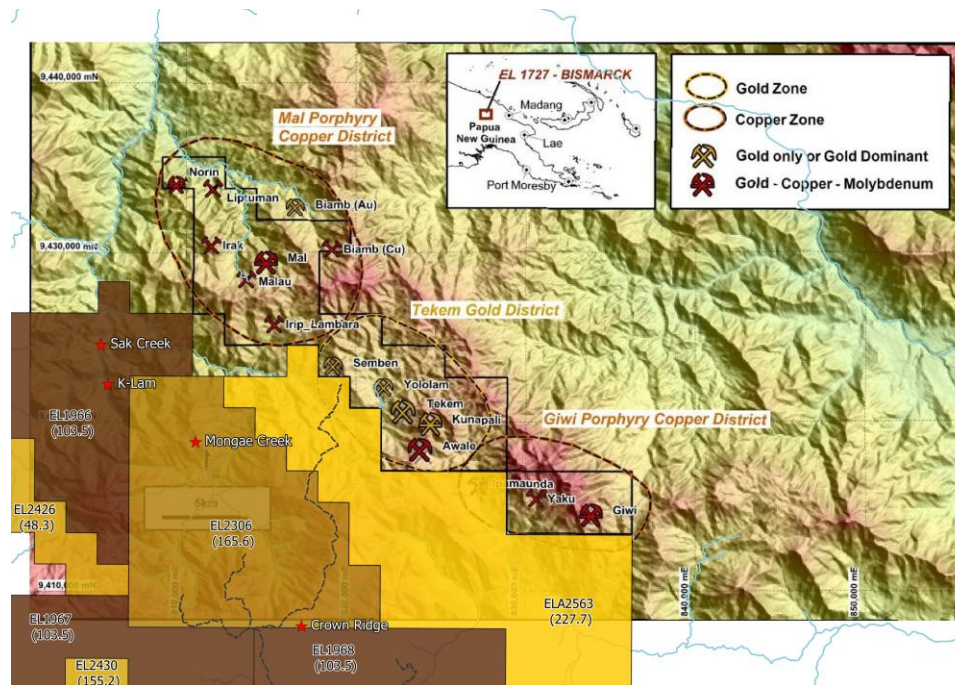 9,440,000 mN
Mal Porphyry
Copper District
EL 1727 - BISMARCK
Madang
Papua
New Guinea
Lae
Port Moresby
Gold Zone
Copper Zone
Gold only or Gold Dominant
Gold - Copper - Molybdenum
Norin
Liptuman
Biamb (Au)
9,430,000 mN
Irak
Biamb (Cu)
Mal
Malau
Tekem Gold District
Irip_Lambara
Sak Creek
Semben
K-Lam
Yololam
EL1966
(103.5)
Tekem
Kunapali
Giwi Porphyry Copper District
Mongae Creek
Awale
Ipamaunda
Yaku
Giwi
EL2426
(48.3)
5km
EL2306
(165.6)
9,410,000 mN
840,000 mE
850,000 mE
EL1967
(103.5)
ELA2563
(227.7)
Crown Ridge
EL1968
(103.5)
EL2430
(155.2)